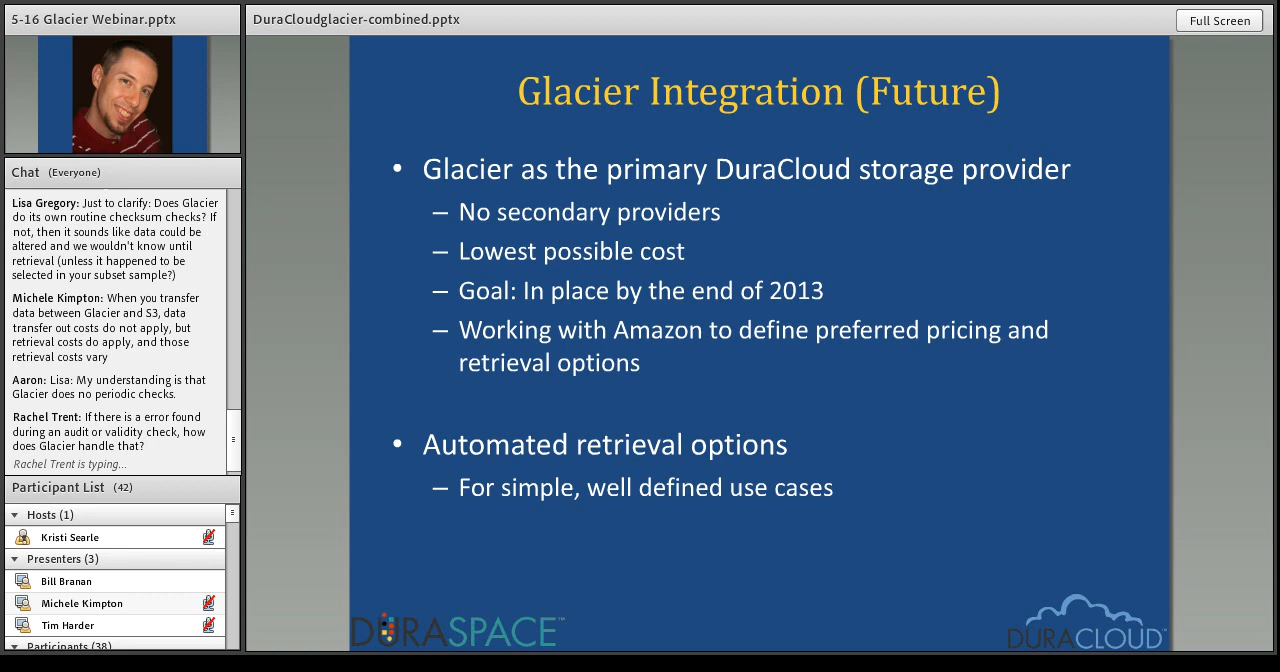 5-16 Glacier Webinar.pptx
Chat (Everyone)
Lisa Gregory: Just to clarify: Does Glacier
do its own routine checksum checks? If
not, then it sounds like data could be
altered and we wouldn't know until
retrieval (unless it happened to be
selected in your subset sample?)
Michele Kimpton: When you transfer
data between Glacier and S3, data
transfer out costs do not apply, but
retrieval costs do apply, and those
retrieval costs vary
Aaron: Lisa: My understanding is that
Glacier does no periodic checks.
Rachel Trent: If there is a error found
during an audit or validity check, how
does Glacier handle that?
Rachel Trent is typing...
Participant List (42)
Hosts (1)
Kristi Searle
Presenters (3)
Bill Branan
Michele Kimpton
Tim Harder
Participants (38)
DuraCloudglacier-combined.pptx
Full Screen
Glacier Integration (Future)
• Glacier as the primary DuraCloud storage provider
– No secondary providers
– Lowest possible cost
– Goal: In place by the end of 2013
– Working with Amazon to define preferred pricing and
retrieval options
• Automated retrieval options
– For simple, well defined use cases
DURASPACE™
DURACLOUD™